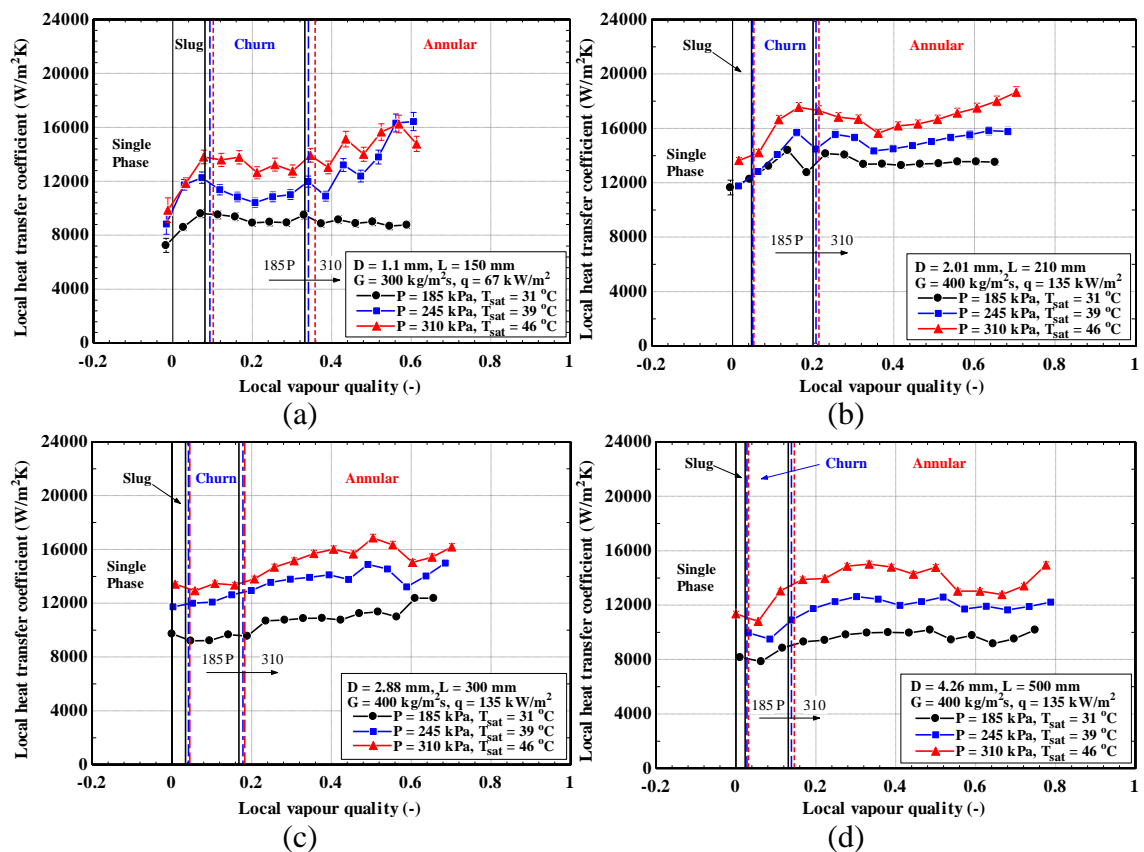 24000
20000
16000
12000
8000
4000
0
-0.2 0 0.2 0.4 0.6 0.8 1
Local heat transfer coefficient (W/m²K)
Local vapour quality (-)
Slug Churn Annular
Single
Phase
185 P 310
D = 1.1 mm, L = 150 mm
G = 300 kg/m²s, q = 67 kW/m²
P = 185 kPa, Tsat = 31 °C
P = 245 kPa, Tsat = 39 °C
P = 310 kPa, Tsat = 46 °C
(a)
24000
20000
16000
12000
8000
4000
0
-0.2 0 0.2 0.4 0.6 0.8 1
Local heat transfer coefficient (W/m²K)
Local vapour quality (-)
Slug Churn Annular
Single
Phase
185 P 310
D = 2.01 mm, L = 210 mm
G = 400 kg/m²s, q = 135 kW/m²
P = 185 kPa, Tsat = 31 °C
P = 245 kPa, Tsat = 39 °C
P = 310 kPa, Tsat = 46 °C
(b)
24000
20000
16000
12000
8000
4000
0
-0.2 0 0.2 0.4 0.6 0.8 1
Local heat transfer coefficient (W/m²K)
Local vapour quality (-)
Slug Churn Annular
Single
Phase
185 P 310
D = 2.88 mm, L = 300 mm
G = 400 kg/m²s, q = 135 kW/m²
P = 185 kPa, Tsat = 31 °C
P = 245 kPa, Tsat = 39 °C
P = 310 kPa, Tsat = 46 °C
(c)
24000
20000
16000
12000
8000
4000
0
-0.2 0 0.2 0.4 0.6 0.8 1
Local heat transfer coefficient (W/m²K)
Local vapour quality (-)
Slug Churn Annular
Single
Phase
185 P 310
D = 4.26 mm, L = 500 mm
G = 400 kg/m²s, q = 135 kW/m²
P = 185 kPa, Tsat = 31 °C
P = 245 kPa, Tsat = 39 °C
P = 310 kPa, Tsat = 46 °C
(d)